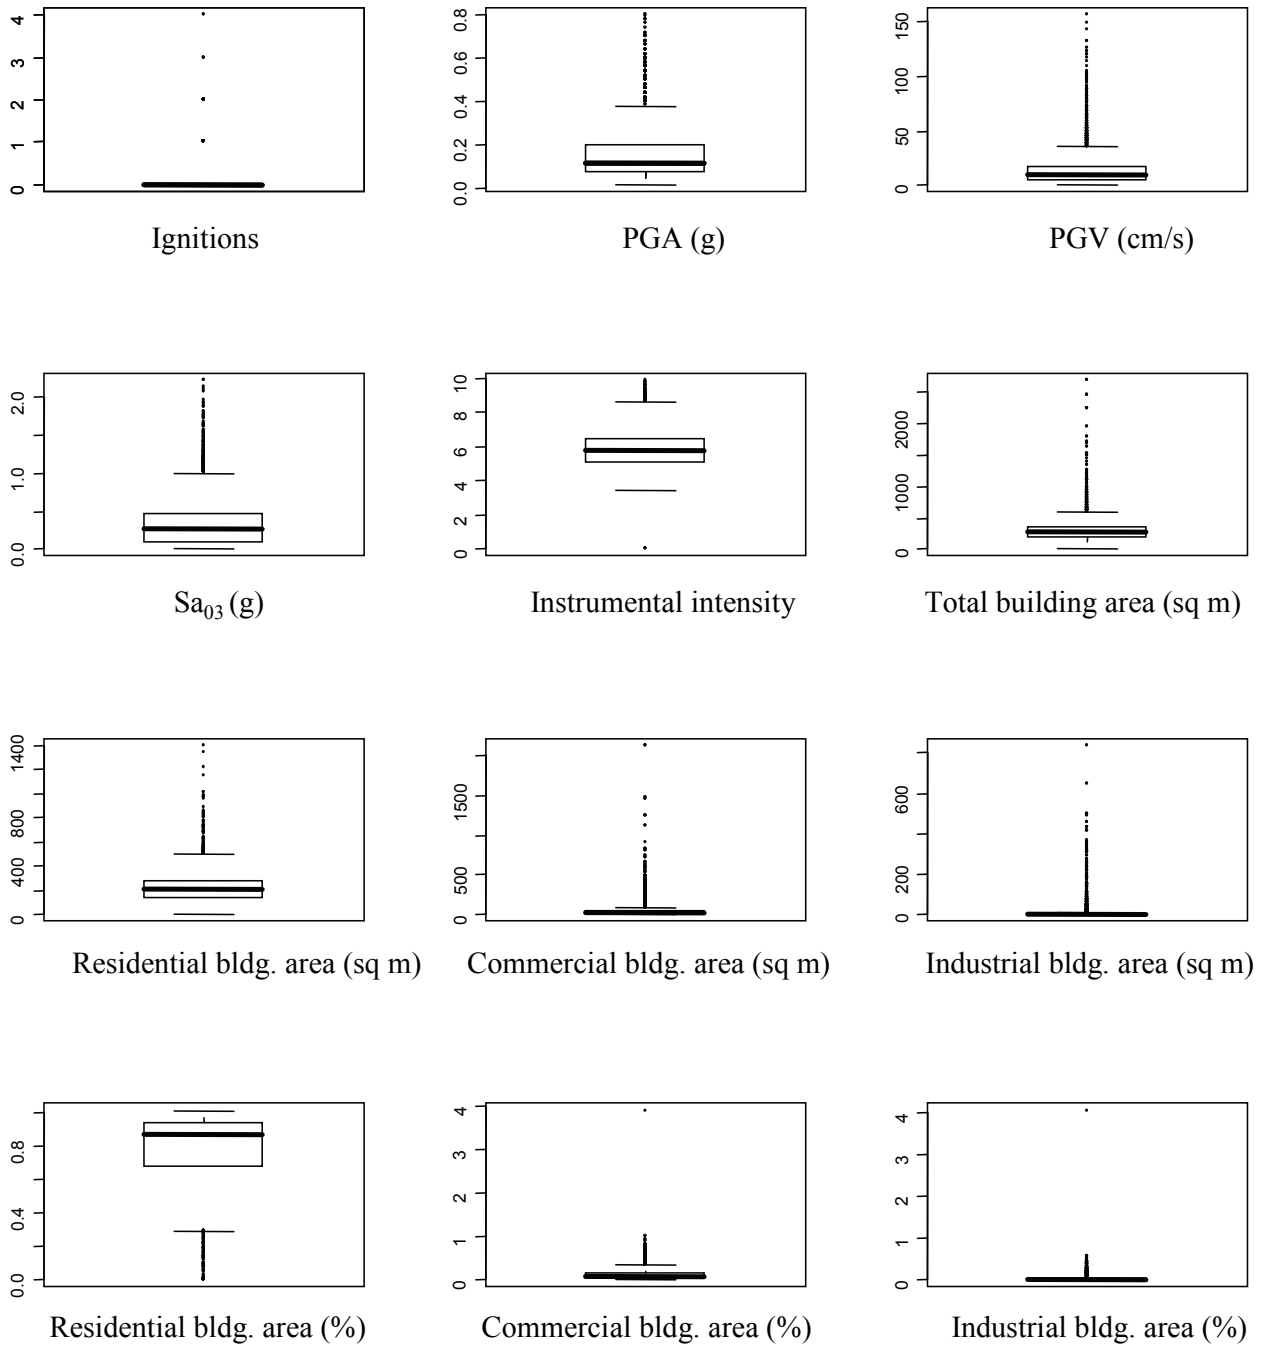 0 1 2 3 4
Ignitions
0.0 0.2 0.4 0.6 0.8
PGA (g)
0 50 100 150
PGV (cm/s)
0.0 1.0 2.0
Sa03 (g)
0 2 4 6 8 10
Instrumental intensity
0 1000 2000
Total building area (sq m)
0 400 800 1400
Residential bldg. area (sq m)
0 500 1500
Commercial bldg. area (sq m)
0 200 600
Industrial bldg. area (sq m)
0.0 0.4 0.8
Residential bldg. area (%)
0 1 2 3 4
Commercial bldg. area (%)
0 1 2 3 4
Industrial bldg. area (%)